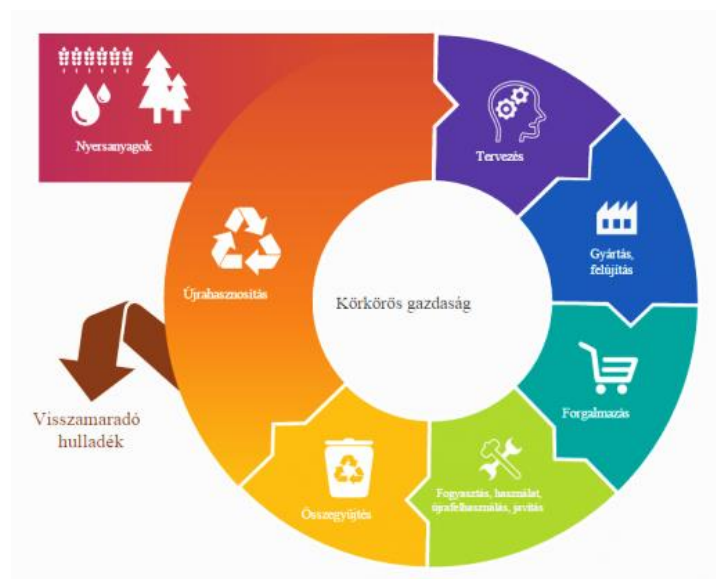 Nyersanyagok
Tervezés
Gyártás,
felújítás
Újrahasznosítás
Körkörös gazdaság
Forgalmazás
Visszamaradó
hulladék
Fogyasztás, használat,
újrafelhasználás, javítás
Összegyűjtés